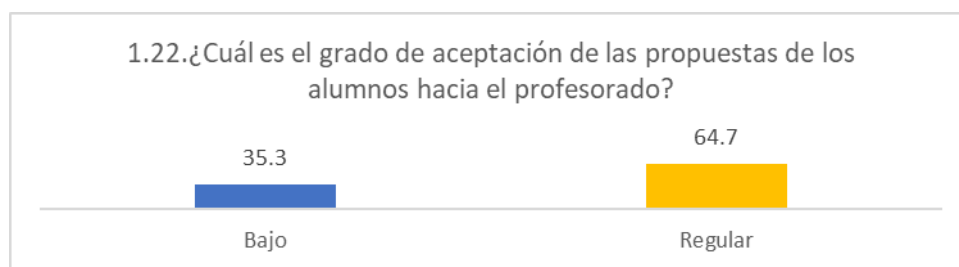 1.22.¿Cuál es el grado de aceptación de las propuestas de los
alumnos hacia el profesorado?
64.7
35.3
Bajo
Regular